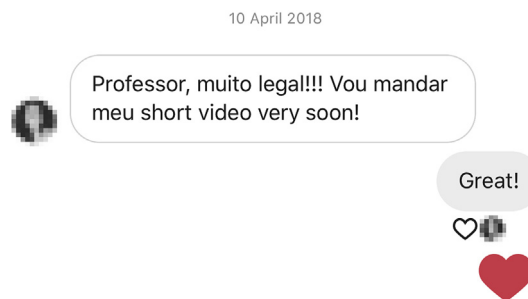 10 April 2018
Professor, muito legal!!! Vou mandar
meu short video very soon!
Great!